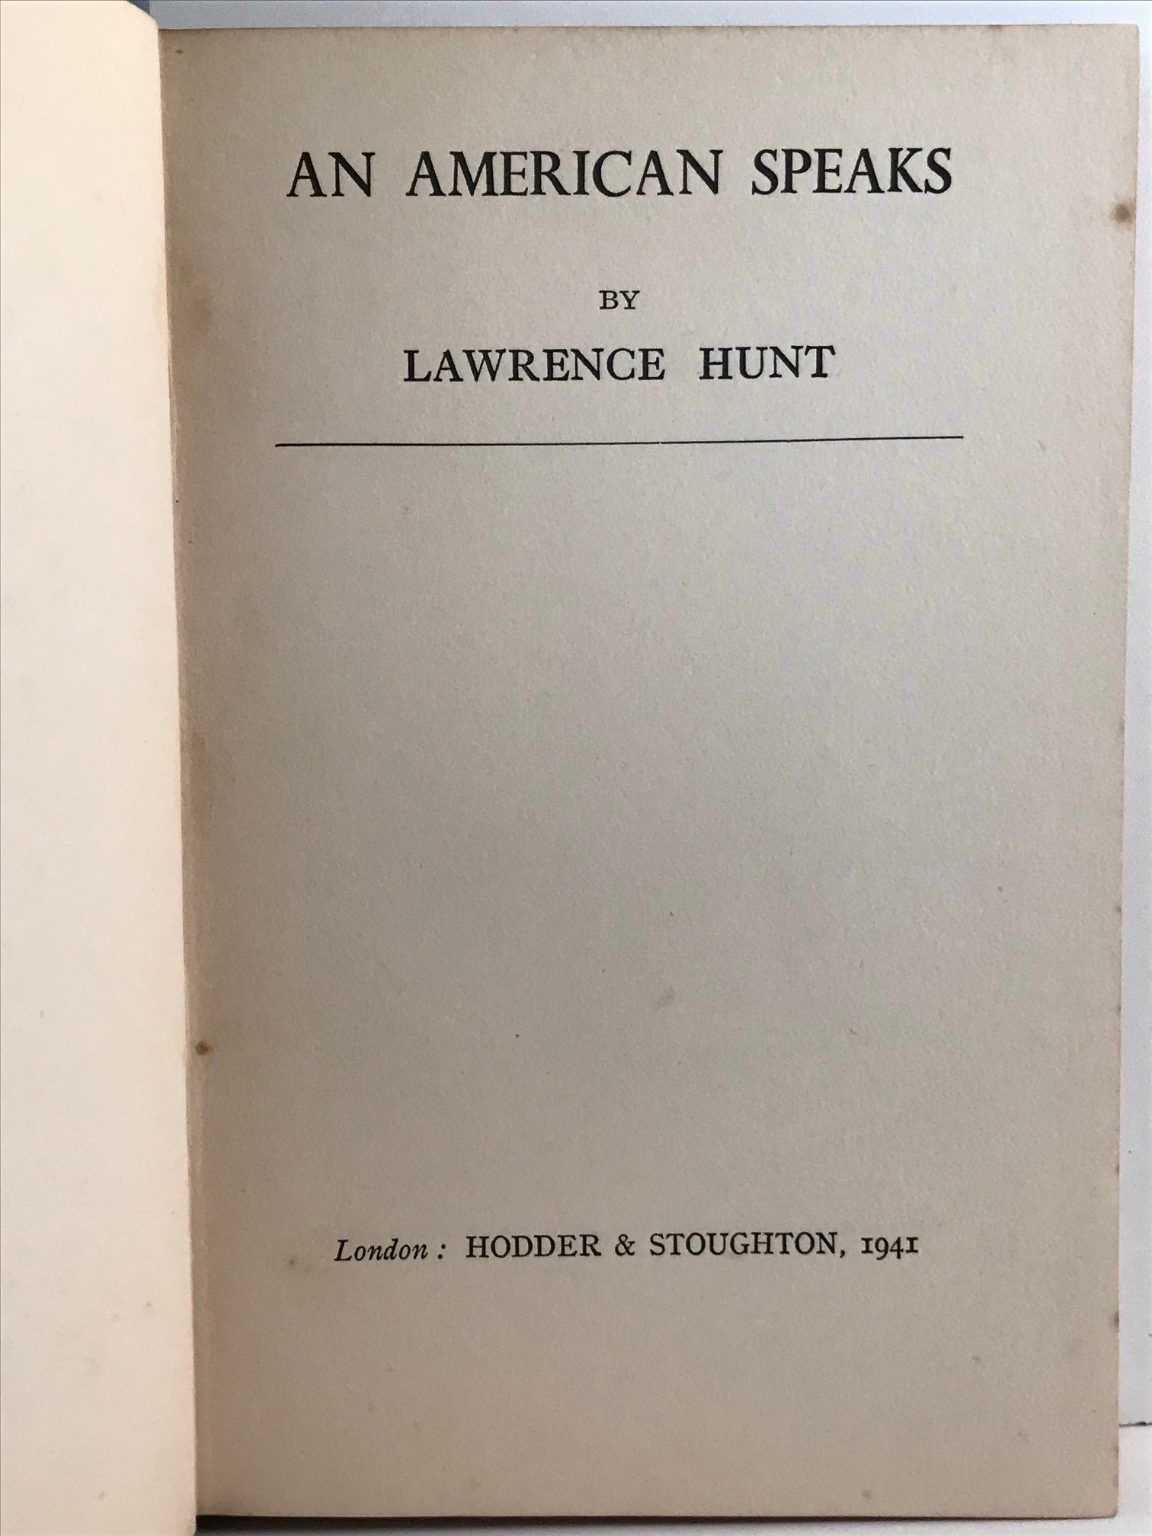 AN AMERICAN SPEAKS
BY
LAWRENCE HUNT
London: HODDER & STOUGHTON, 1941